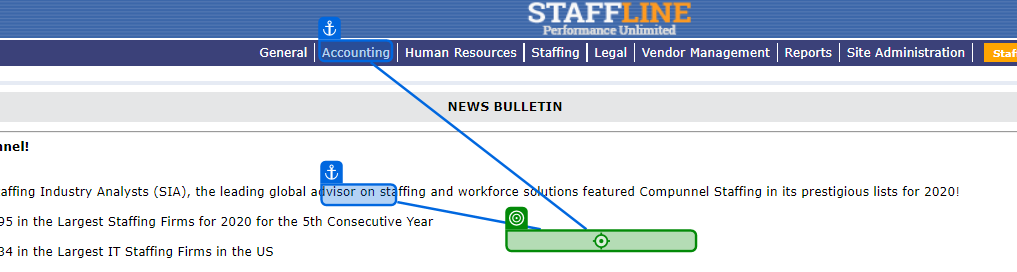 STAFFLINE
Performance Unlimited
General Accounting Human Resources Staffing Legal Vendor Management Reports Site Administration Staf
NEWS BULLETIN
nnel!
affing Industry Analysts (SIA), the leading global advisor on staffing and workforce solutions featured Compunnel Staffing in its prestigious lists for 2020!
95 in the Largest Staffing Firms for 2020 for the 5th Consecutive Year
34 in the Largest IT Staffing Firms in the US